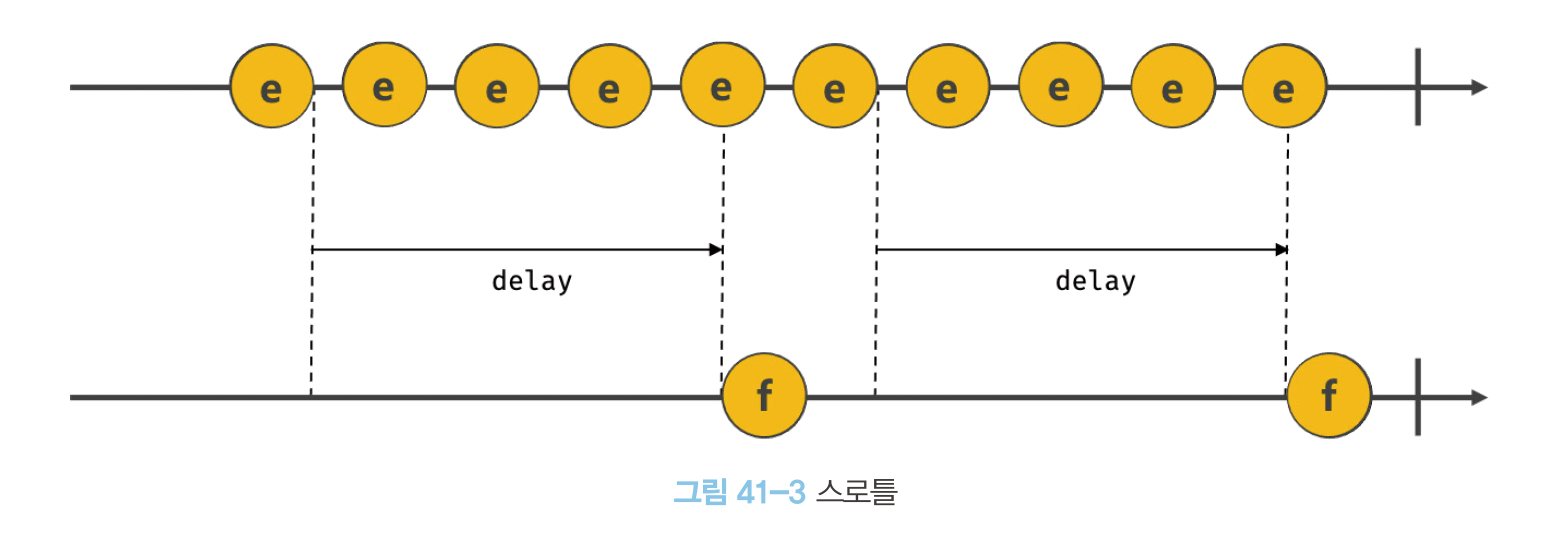 e e e e e e e e e e
delay delay
f f
그림 41-3 스로틀